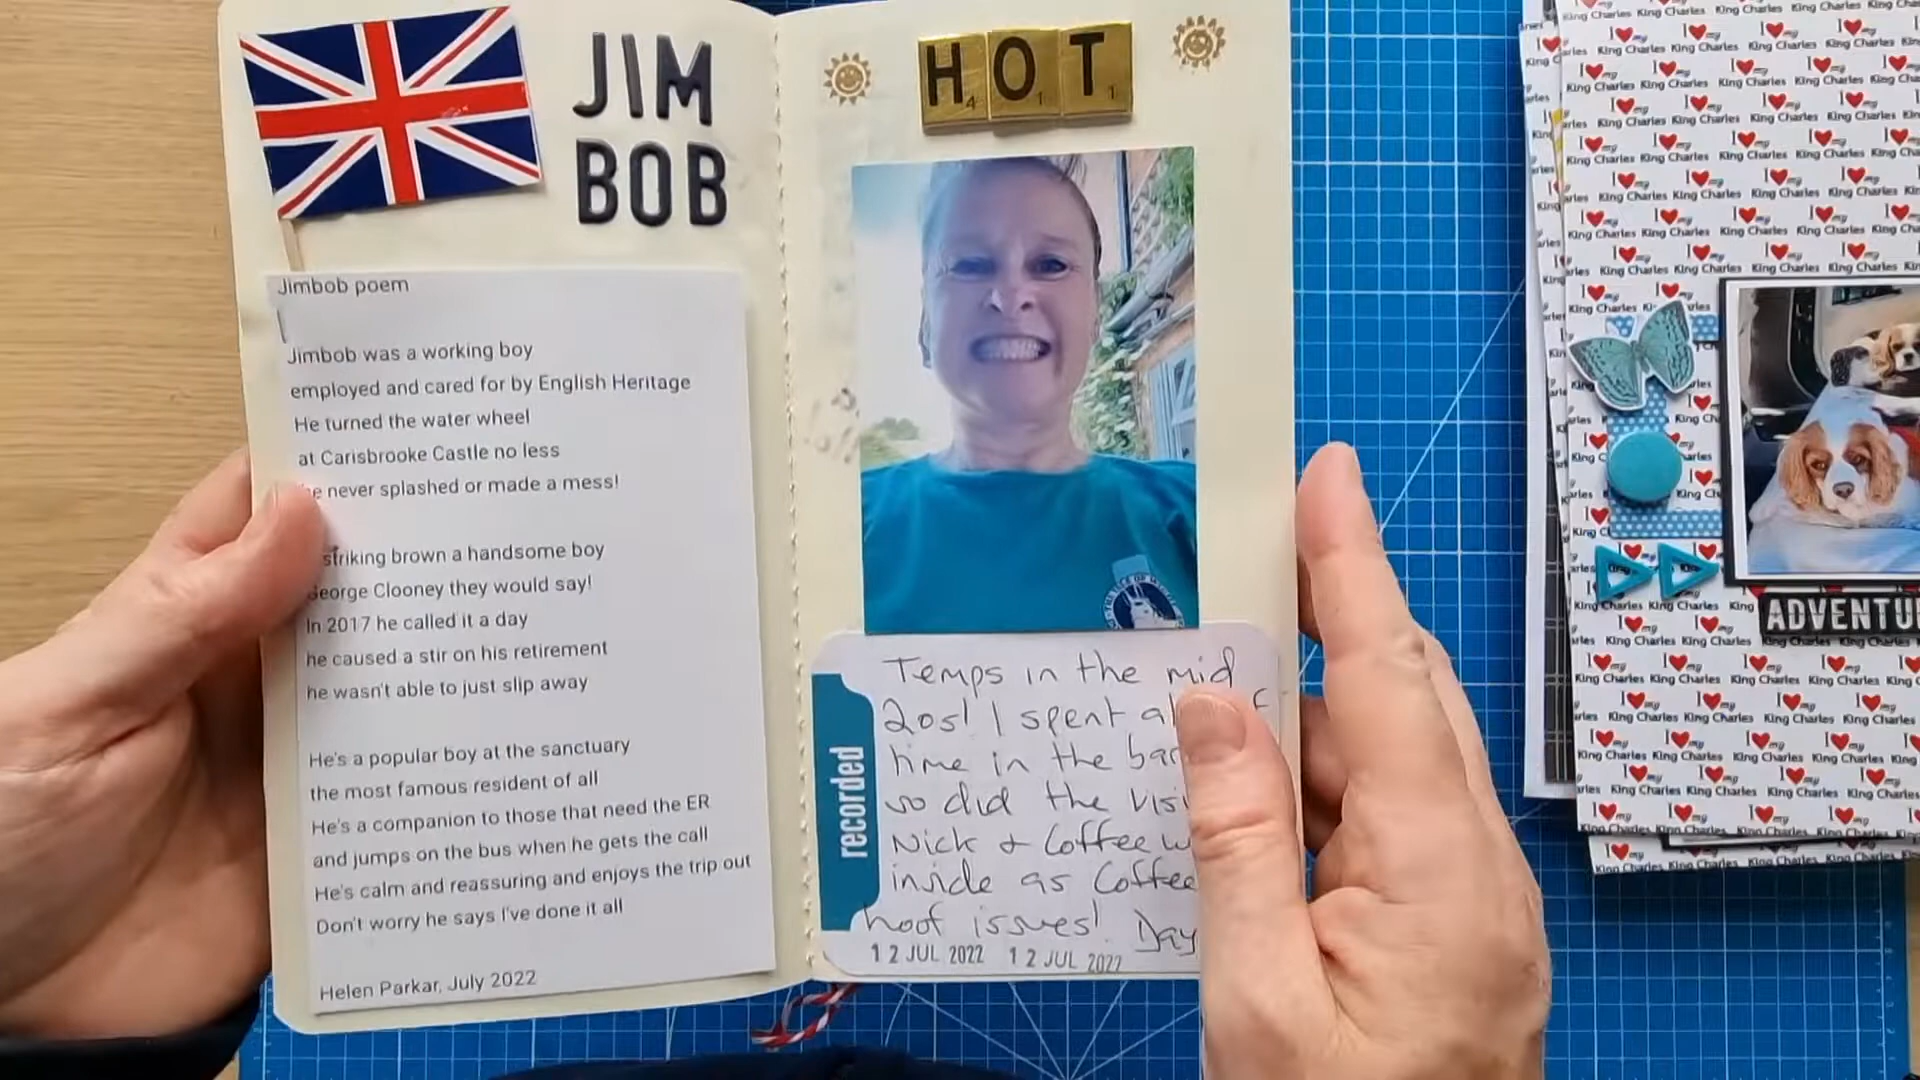 JIM
BOB
Jimbob poem
Jimbob was a working boy
employed and cared for by English Heritage
He turned the water wheel
at Carisbrooke Castle no less
never splashed or made a mess!
striking brown a handsome boy
George Clooney they would say!
In 2017 he called it a day
he caused a stir on his retirement
he wasn't able to just slip away
He's a popular boy at the sanctuary
the most famous resident of all
He's a companion to those that need the ER
and jumps on the bus when he gets the call
He's calm and reassuring and enjoys the trip out
Don't worry he says I've done it all
Helen Parkar, July 2022
HOT
4 1 1
recorded
Temps in the mid
20s! I spent
time in the
so did the
Nick & Coffee
inside as Coffee
hoof issues! Day
12 JUL 2022 12 JUL 2022
I ♥ my
King Charles
ADVENTU